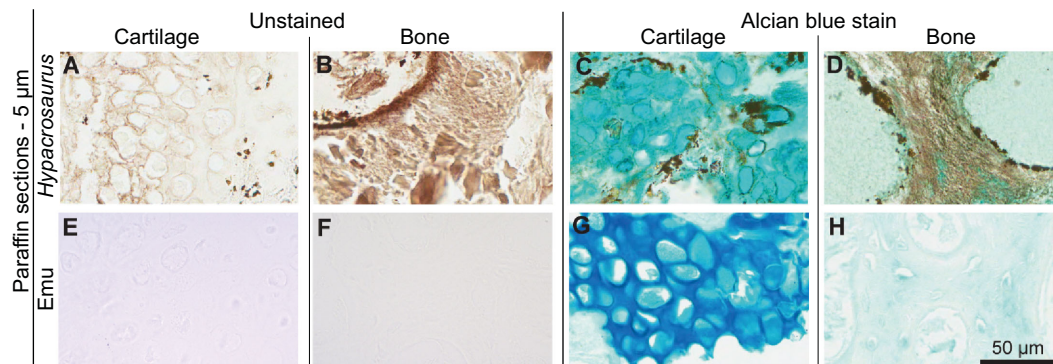 Unstained
Alcian blue stain
Cartilage
Bone
Cartilage
Bone
Paraffin sections - 5 µm
Hypacrosaurus
A
B
C
D
Emu
E
F
G
H
50 µm